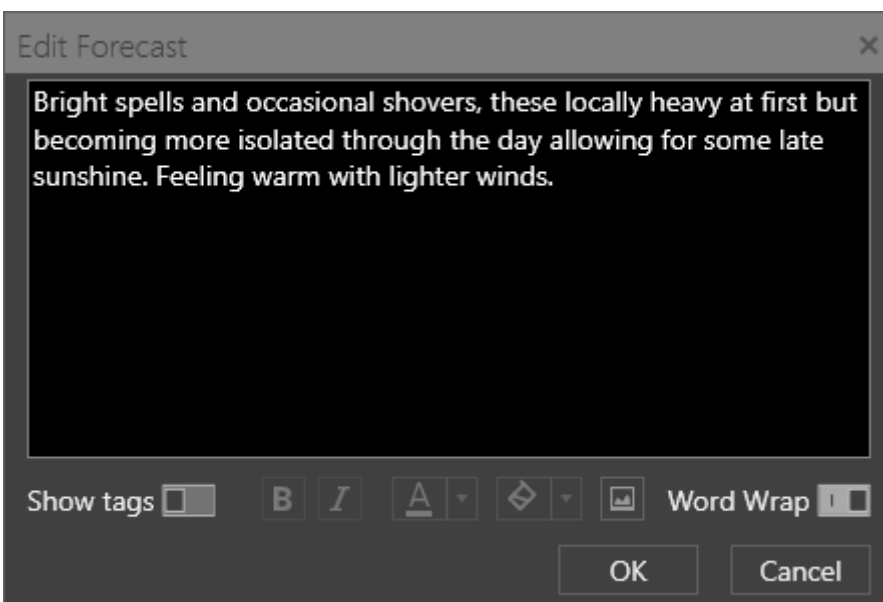 Edit Forecast
Bright spells and occasional shovers, these locally heavy at first but
becoming more isolated through the day allowing for some late
sunshine. Feeling warm with lighter winds.
Show tags B I A Word Wrap
OK Cancel